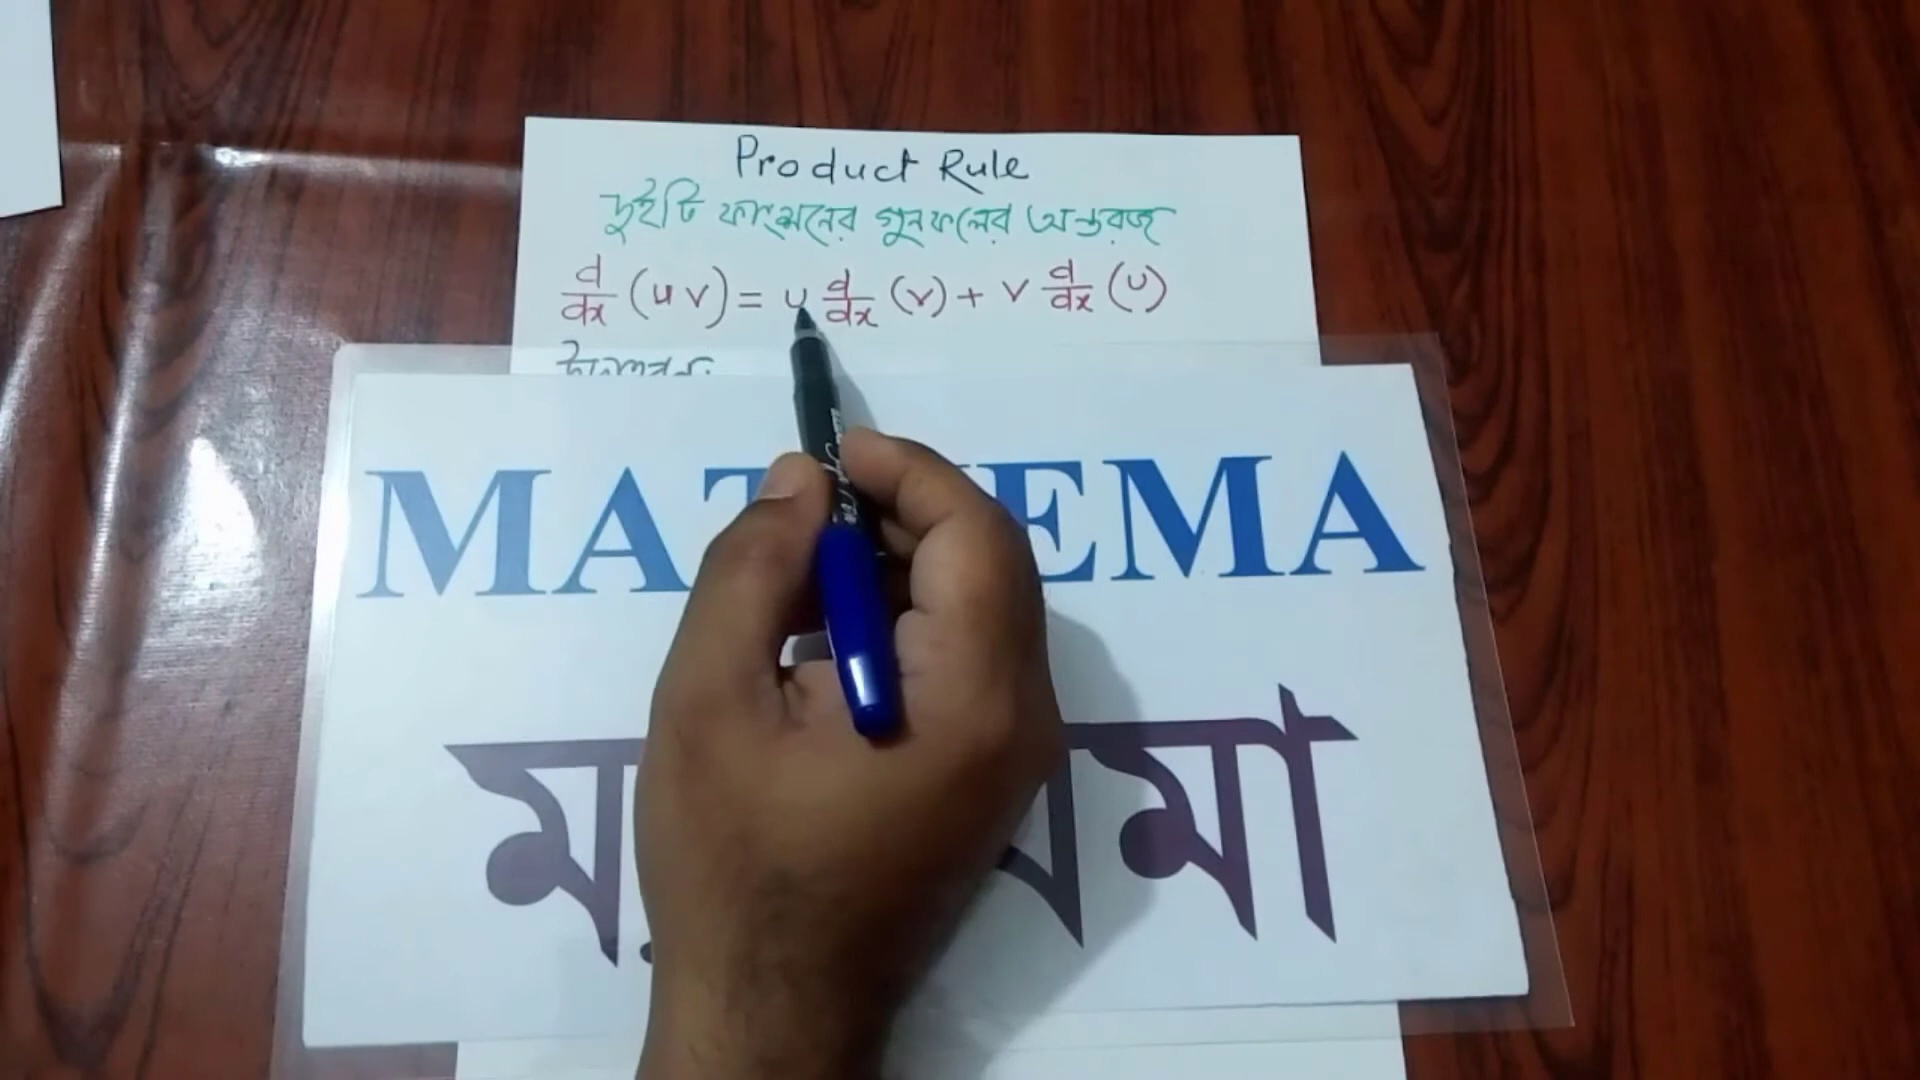 Product Rule
দুইটি ফাংশনের গুনফলের অন্তরজ
d/dx (uv) = u d/dx (v) + v d/dx (u)
MAT EMA
ম মা